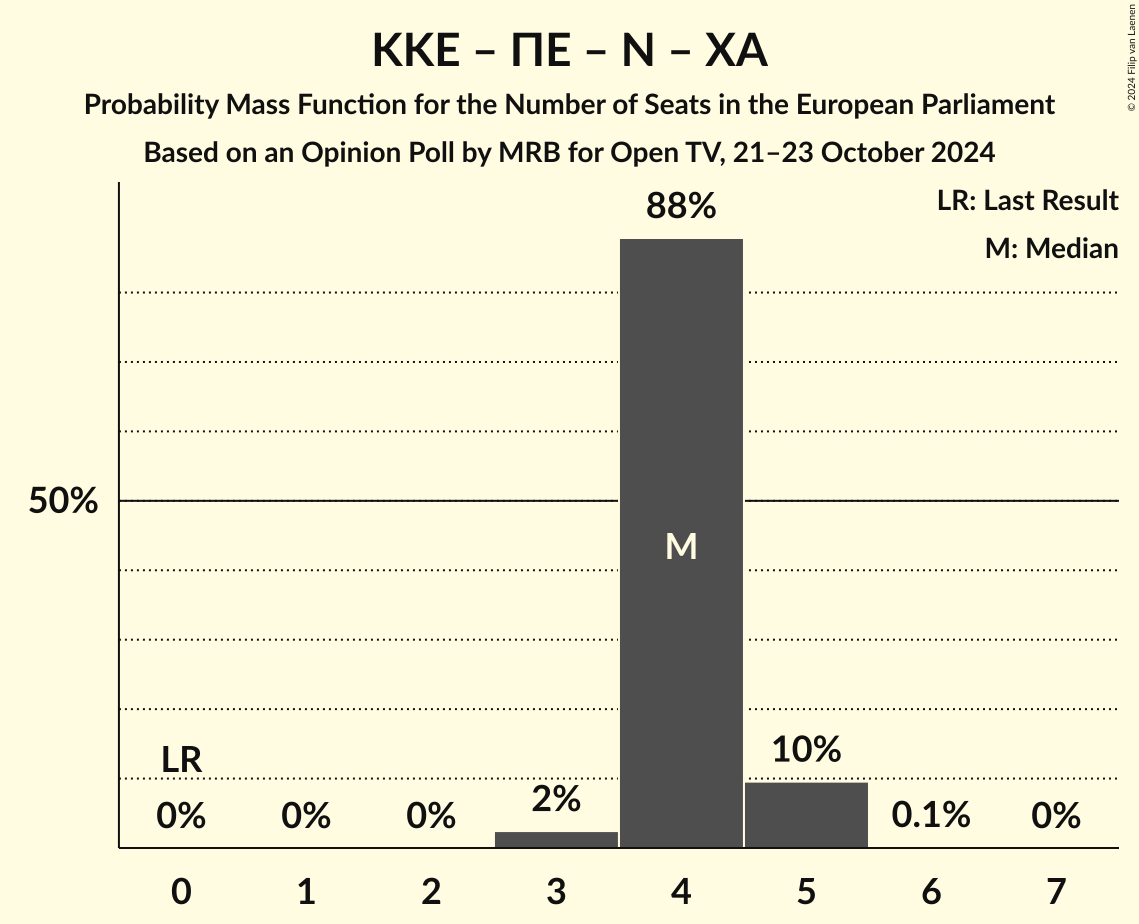 ΚΚΕ – ΠΕ – Ν – ΧΑ
Probability Mass Function for the Number of Seats in the European Parliament
Based on an Opinion Poll by MRB for Open TV, 21–23 October 2024
© 2024 Filip van Laenen
LR: Last Result
M: Median
88%
50%
M
LR
10%
2%
0%
0%
0%
0.1%
0%
0 1 2 3 4 5 6 7